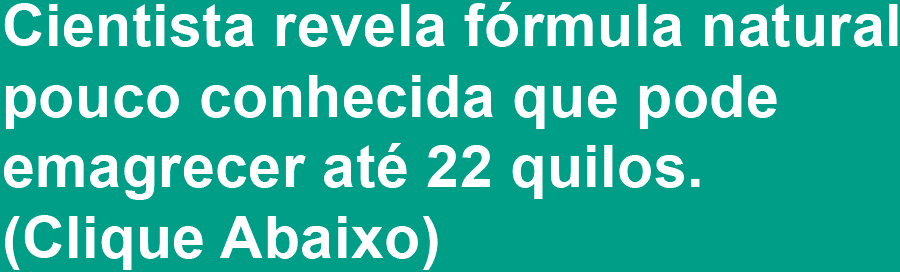 Cientista revela fórmula natural
pouco conhecida que pode
emagrecer até 22 quilos.
(Clique Abaixo)